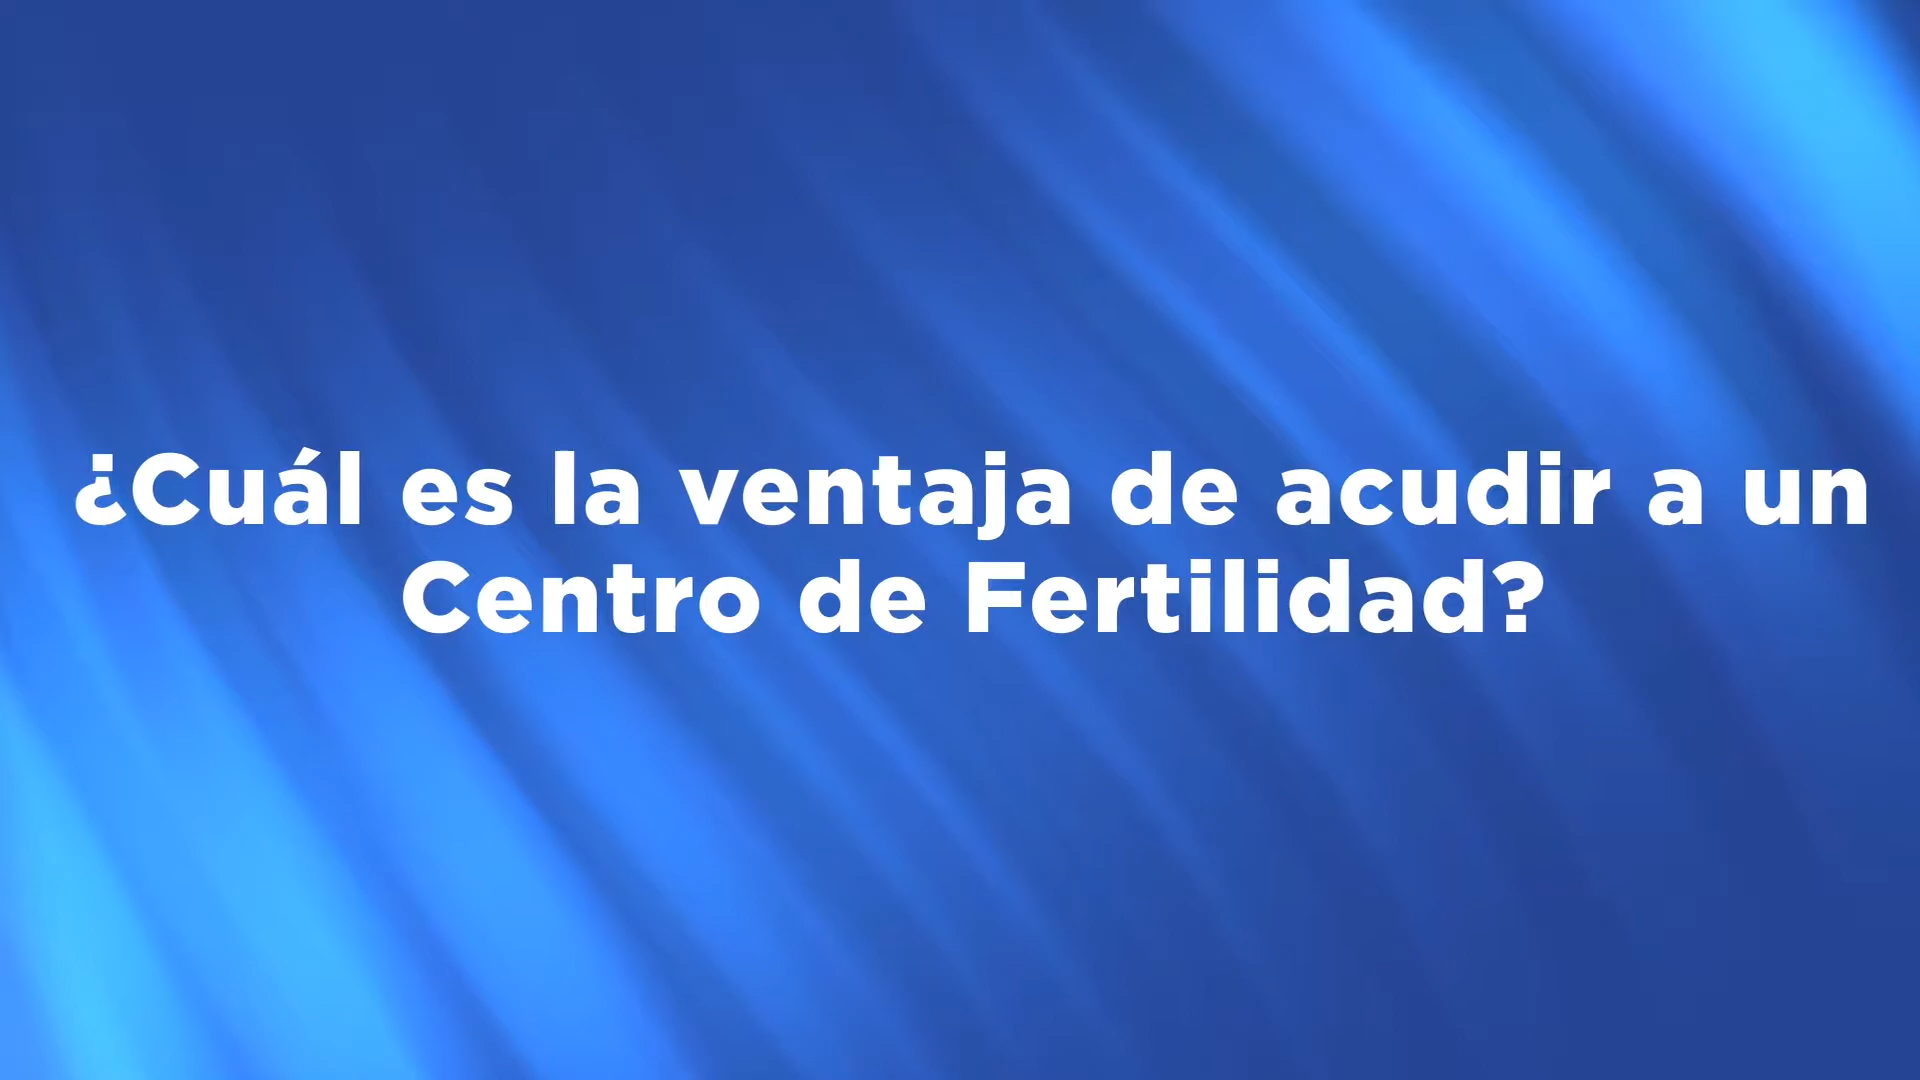 ¿Cuál es la ventaja de acudir a un
Centro de Fertilidad?